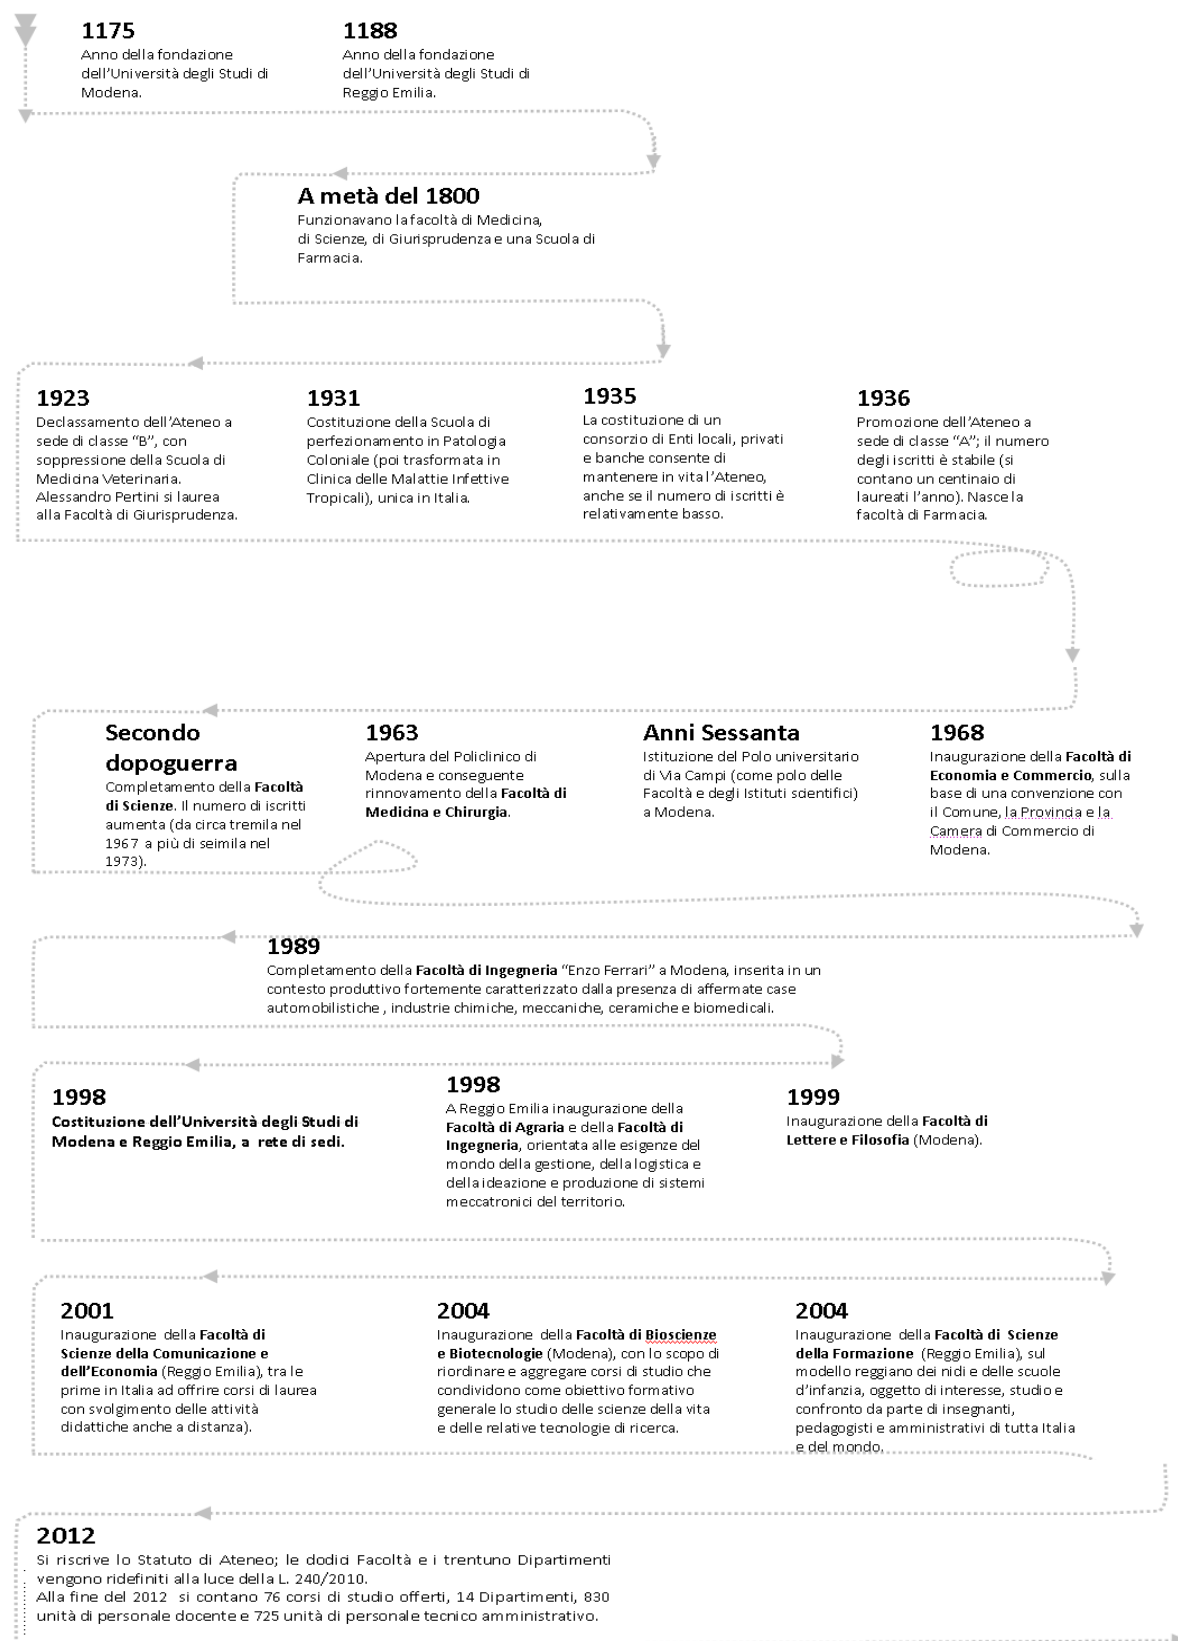 1175
Anno della fondazione
dell'Università degli Studi di
Modena.
1188
Anno della fondazione
dell'Università degli Studi di
Reggio Emilia.
A metà del 1800
Funzionavano la facoltà di Medicina,
di Scienze, di Giurisprudenza e una Scuola di
Farmacia.
1923
Declassamento dell'Ateneo a
sede di classe "B", con
soppressione della Scuola di
Medicina Veterinaria.
Alessandro Pertini si laurea
alla Facoltà di Giurisprudenza.
1931
Costituzione della Scuola di
perfezionamento in Patologia
Coloniale (poi trasformata in
Clinica delle Malattie Infettive
Tropicali), unica in Italia.
1935
La costituzione di un
consorzio di Enti locali, privati
e banche consente di
mantenere in vita l'Ateneo,
anche se il numero di iscritti è
relativamente basso.
1936
Promozione dell'Ateneo a
sede di classe "A"; il numero
degli iscritti è stabile (si
contano un centinaio di
laureati l'anno). Nasce la
facoltà di Farmacia.
Secondo
dopoguerra
Completamento della Facoltà
di Scienze. Il numero di iscritti
aumenta (da circa tremila nel
1967 a più di seimila nel
1973).
1963
Apertura del Policlinico di
Modena e conseguente
rinnovamento della Facoltà di
Medicina e Chirurgia.
Anni Sessanta
Istituzione del Polo universitario
di Via Campi (come polo delle
Facoltà e degli Istituti scientifici)
a Modena.
1968
Inaugurazione della Facoltà di
Economia e Commercio, sulla
base di una convenzione con
il Comune, la Provincia e la
Camera di Commercio di
Modena.
1989
Completamento della Facoltà di Ingegneria "Enzo Ferrari" a Modena, inserita in un
contesto produttivo fortemente caratterizzato dalla presenza di affermate case
automobilistiche , industrie chimiche, meccaniche, ceramiche e biomedicali.
1998
Costituzione dell'Università degli Studi di
Modena e Reggio Emilia, a rete di sedi.
1998
A Reggio Emilia inaugurazione della
Facoltà di Agraria e della Facoltà di
Ingegneria, orientata alle esigenze del
mondo della gestione, della logistica e
della ideazione e produzione di sistemi
meccatronici del territorio.
1999
Inaugurazione della Facoltà di
Lettere e Filosofia (Modena).
2001
Inaugurazione della Facoltà di
Scienze della Comunicazione e
dell'Economia (Reggio Emilia), tra le
prime in Italia ad offrire corsi di laurea
con svolgimento delle attività
didattiche anche a distanza).
2004
Inaugurazione della Facoltà di Bioscienze
e Biotecnologie (Modena), con lo scopo di
riordinare e aggregare corsi di studio che
condividono come obiettivo formativo
generale lo studio delle scienze della vita
e delle relative tecnologie di ricerca.
2004
Inaugurazione della Facoltà di Scienze
della Formazione (Reggio Emilia), sul
modello reggiano dei nidi e delle scuole
d'infanzia, oggetto di interesse, studio e
confronto da parte di insegnanti,
pedagogisti e amministrativi di tutta Italia
e del mondo.
2012
Si riscrive lo Statuto di Ateneo; le dodici Facoltà e i trentuno Dipartimenti
vengono ridefiniti alla luce della L. 240/2010.
Alla fine del 2012 si contano 76 corsi di studio offerti, 14 Dipartimenti, 830
unità di personale docente e 725 unità di personale tecnico amministrativo.